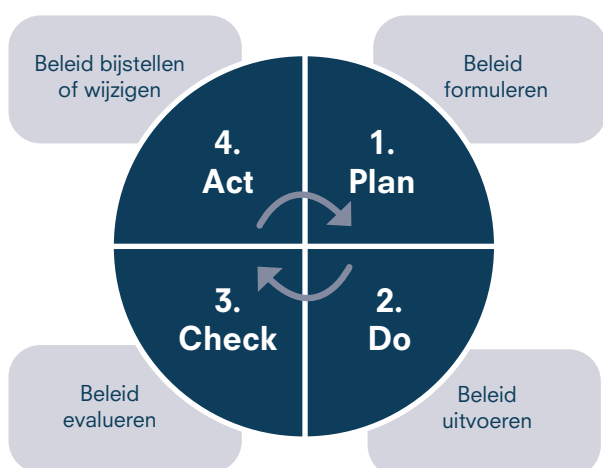 Beleid bijstellen
of wijzigen
Beleid
formuleren
4.
Act
1.
Plan
3.
Check
2.
Do
Beleid
evalueren
Beleid
uitvoeren